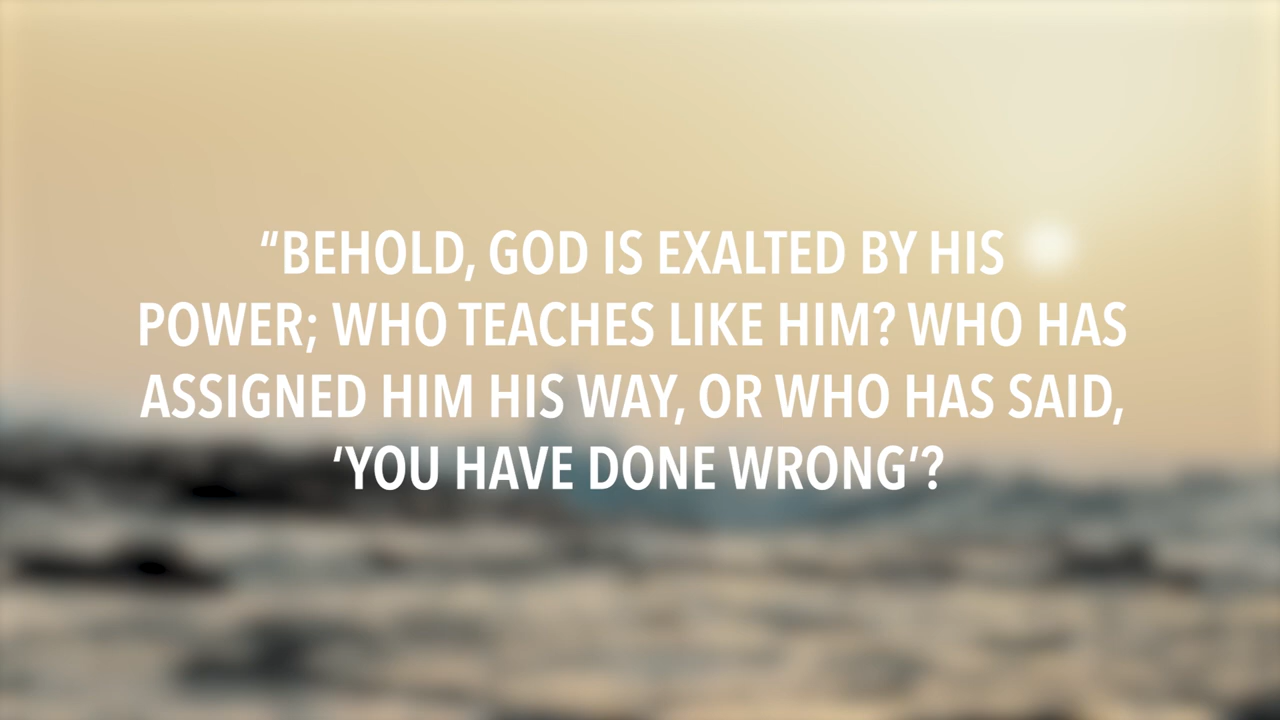 “BEHOLD, GOD IS EXALTED BY HIS
POWER; WHO TEACHES LIKE HIM? WHO HAS
ASSIGNED HIM HIS WAY, OR WHO HAS SAID,
‘YOU HAVE DONE WRONG’?